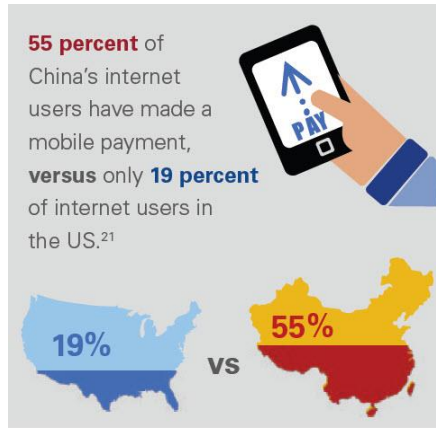 55 percent of
China's internet
users have made a
mobile payment,
versus only 19 percent
of internet users in
the US.21
PAY
19%
vs
55%